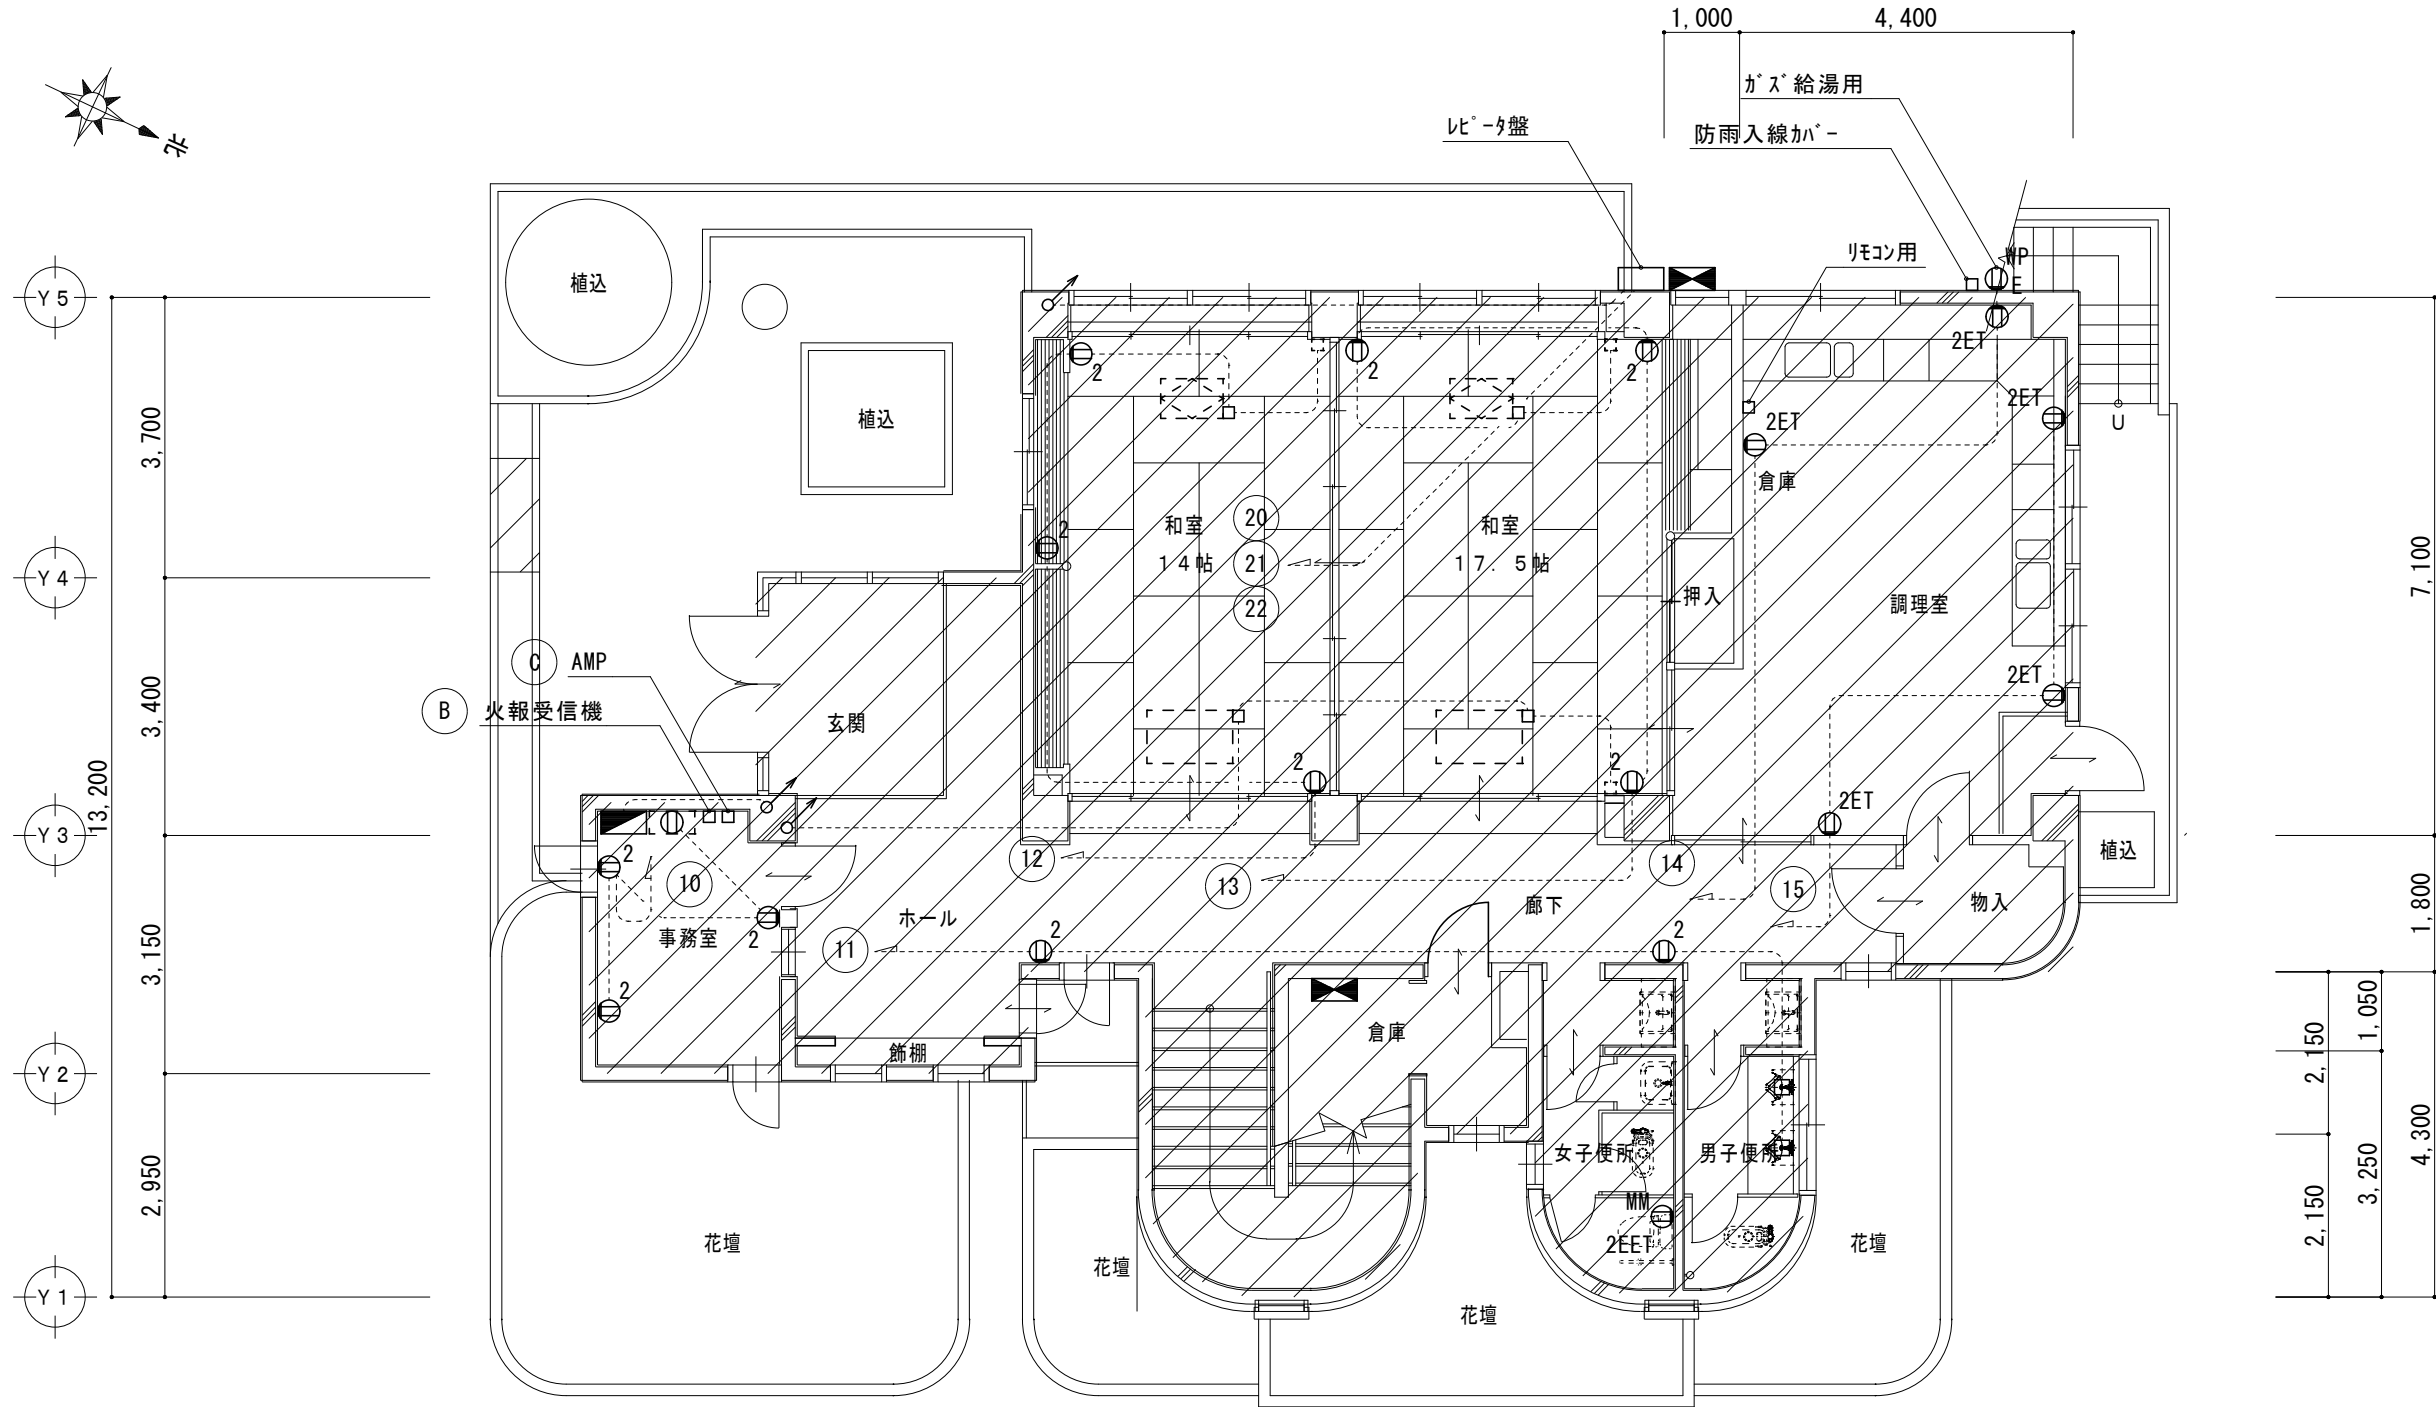 1,000
4,400
ｶﾞｽﾞ給湯用
ﾚﾋﾟｰﾀ盤
防雨入線ｶﾊﾞｰ
北
ﾘﾓｺﾝ用
WP
E
植込
Y5
2ET
2
2
2
2ET
植込
2ET
U
3,700
倉庫
20
和室
和室
2
14帖
21
17.5帖
Y4
7,100
22
押入
調理室
C
AMP
2ET
B
火報受信機
玄関
3,400
13,200
2
2
2ET
Y3
植込
2
12
14
10
13
15
ホール
廊下
物入
1,800
事務室
2
11
2
2
3,150
2
1,050
倉庫
飾棚
2,150
Y2
女子便所
男子便所
4,300
3,250
2,950
MM
2,150
2EET
花壇
花壇
花壇
Y1
花壇